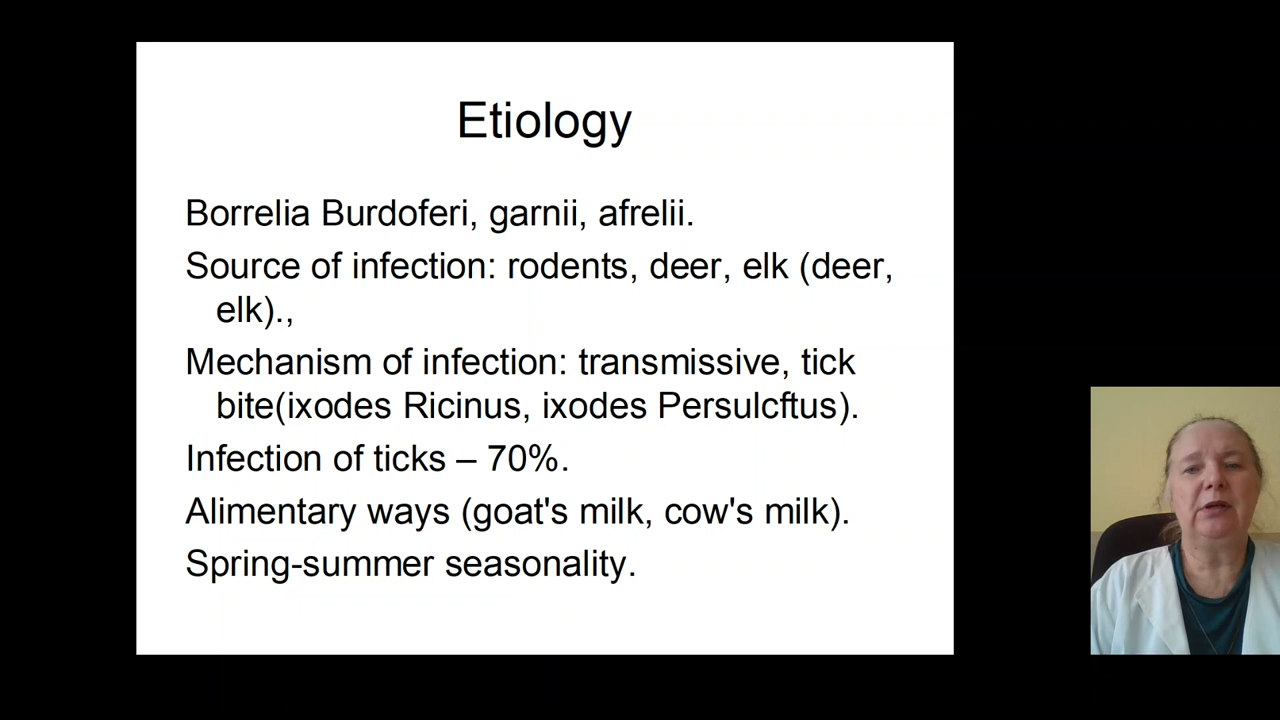 Etiology
Borrelia Burdoferi, garnii, afrelii.
Source of infection: rodents, deer, elk (deer,
elk).,
Mechanism of infection: transmissive, tick
bite(ixodes Ricinus, ixodes Persulcftus).
Infection of ticks – 70%.
Alimentary ways (goat's milk, cow's milk).
Spring-summer seasonality.